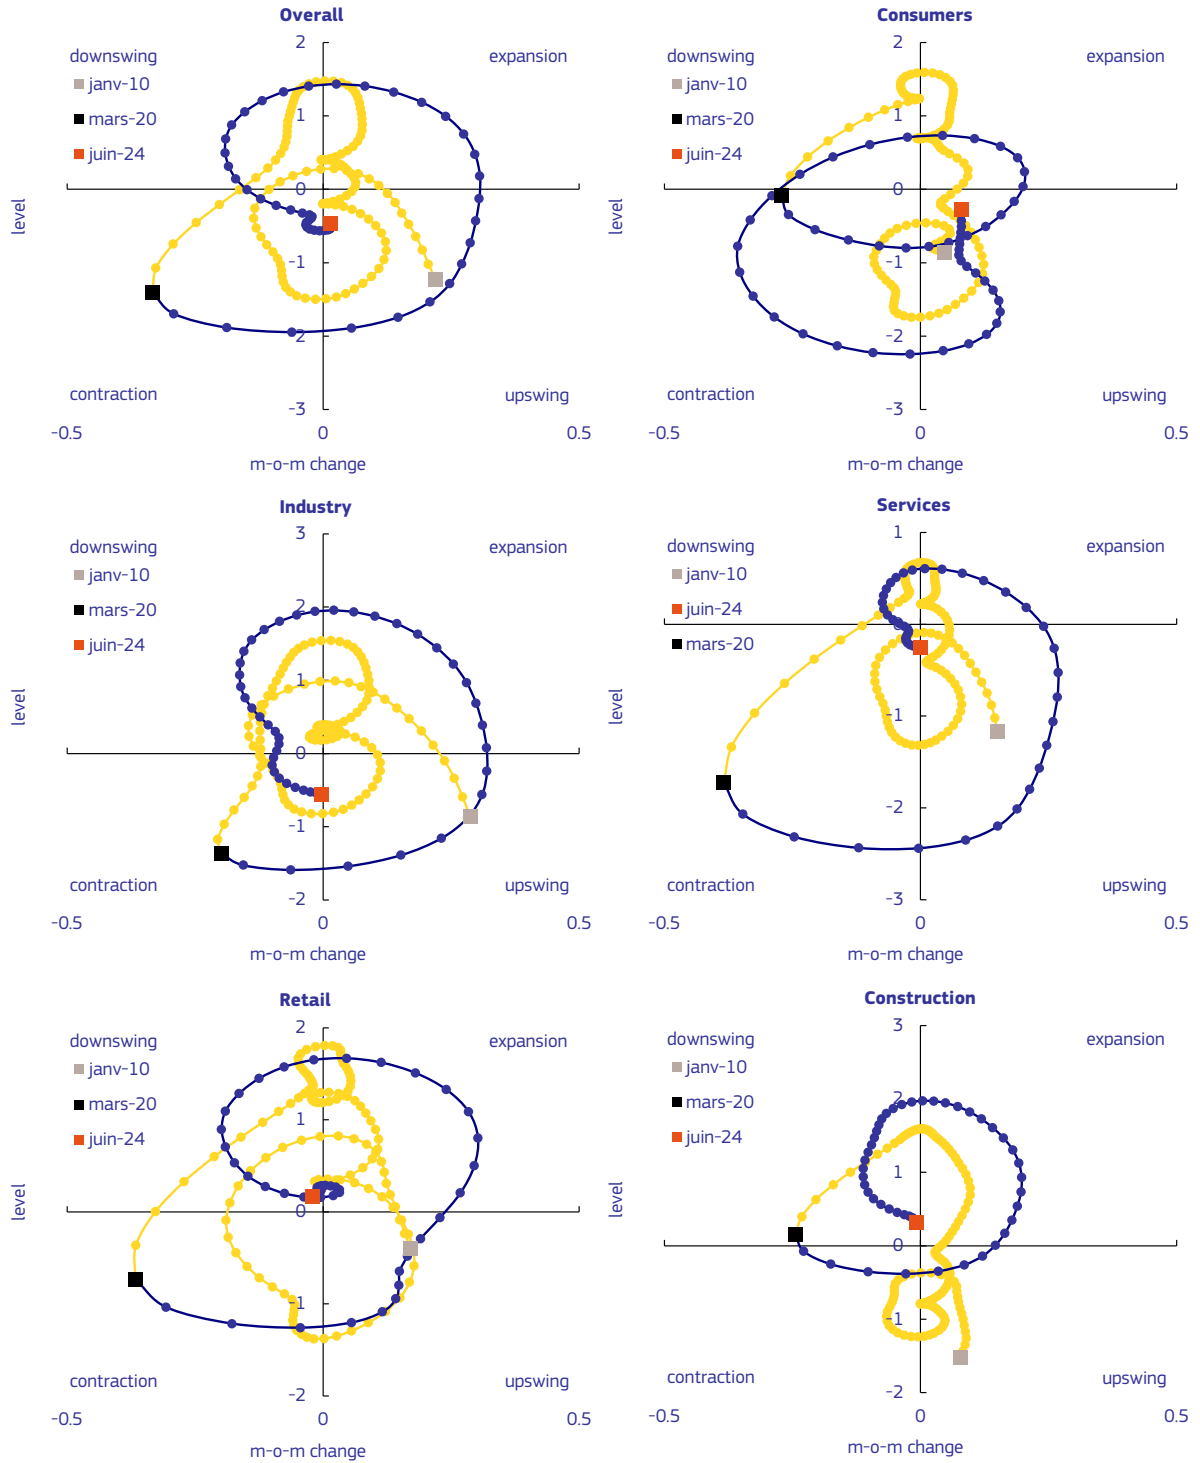 Overall
2
downswing
expansion
janv-10
1
mars-20
juin-24
0
level
-1
-2
contraction
upswing
-3
-0.5
0
0.5
m-o-m change
Consumers
2
downswing
expansion
janv-10
1
mars-20
juin-24
0
level
-1
-2
contraction
upswing
-3
-0.5
0
0.5
m-o-m change
Industry
3
downswing
expansion
janv-10
2
mars-20
juin-24
1
level
0
-1
contraction
upswing
-2
-0.5
0
0.5
m-o-m change
Services
1
downswing
expansion
janv-10
juin-24
0
mars-20
level
-1
-2
contraction
upswing
-3
-0.5
0
0.5
m-o-m change
Retail
2
downswing
expansion
janv-10
mars-20
1
juin-24
level
0
-1
contraction
upswing
-2
-0.5
0
0.5
m-o-m change
Construction
3
downswing
expansion
janv-10
2
mars-20
juin-24
1
level
0
-1
contraction
upswing
-2
-0.5
0
0.5
m-o-m change